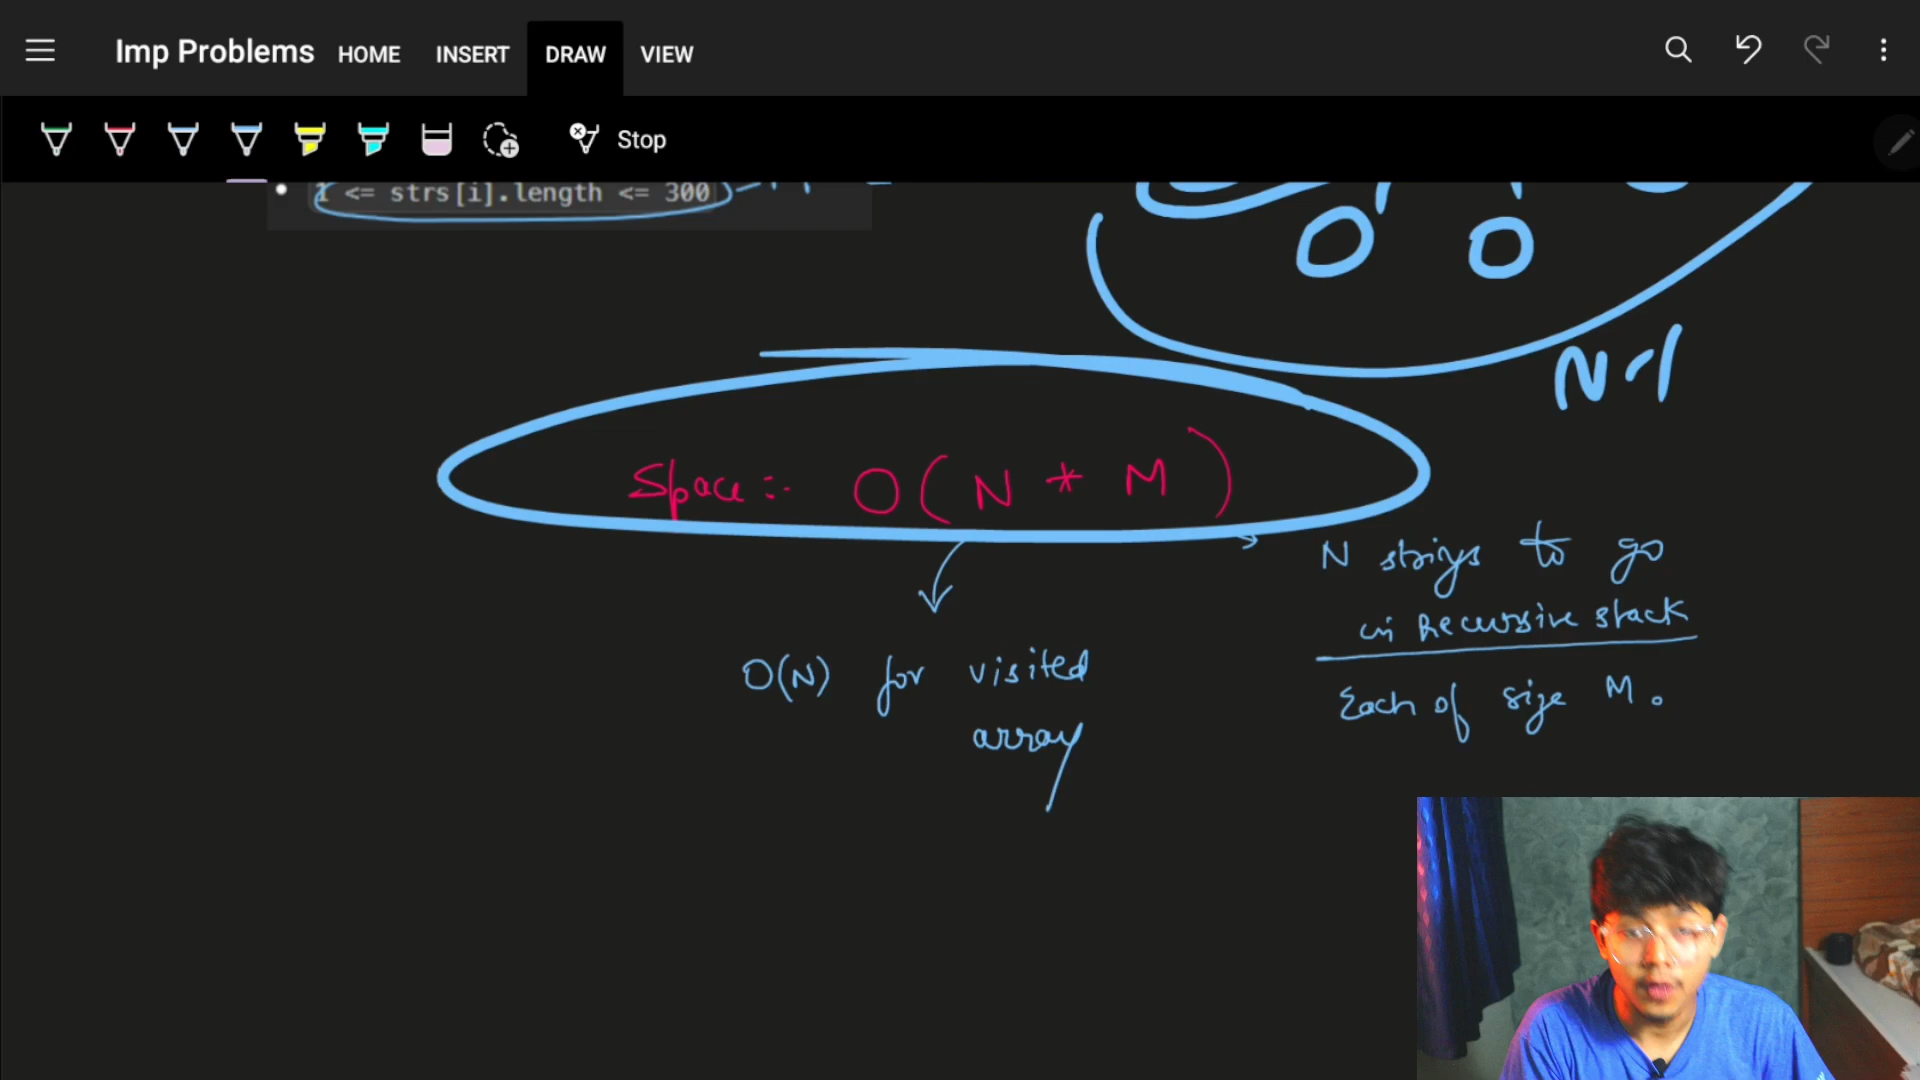 Imp Problems HOME INSERT DRAW VIEW
Stop
1 <= strs[i].length <= 300
N-1
Space :- O(N * M)
N strings to go
in Recursive stack
Each of size M.
O(N) for visited
array